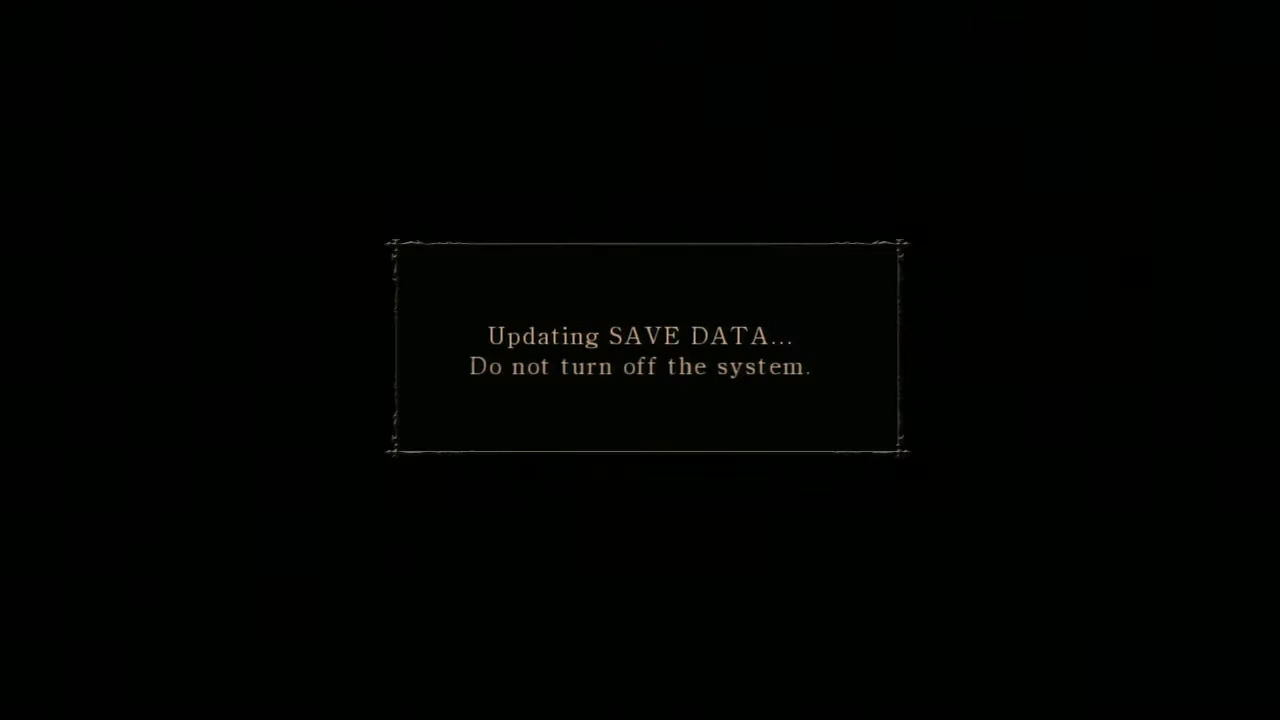 Updating SAVE DATA...
Do not turn off the system.